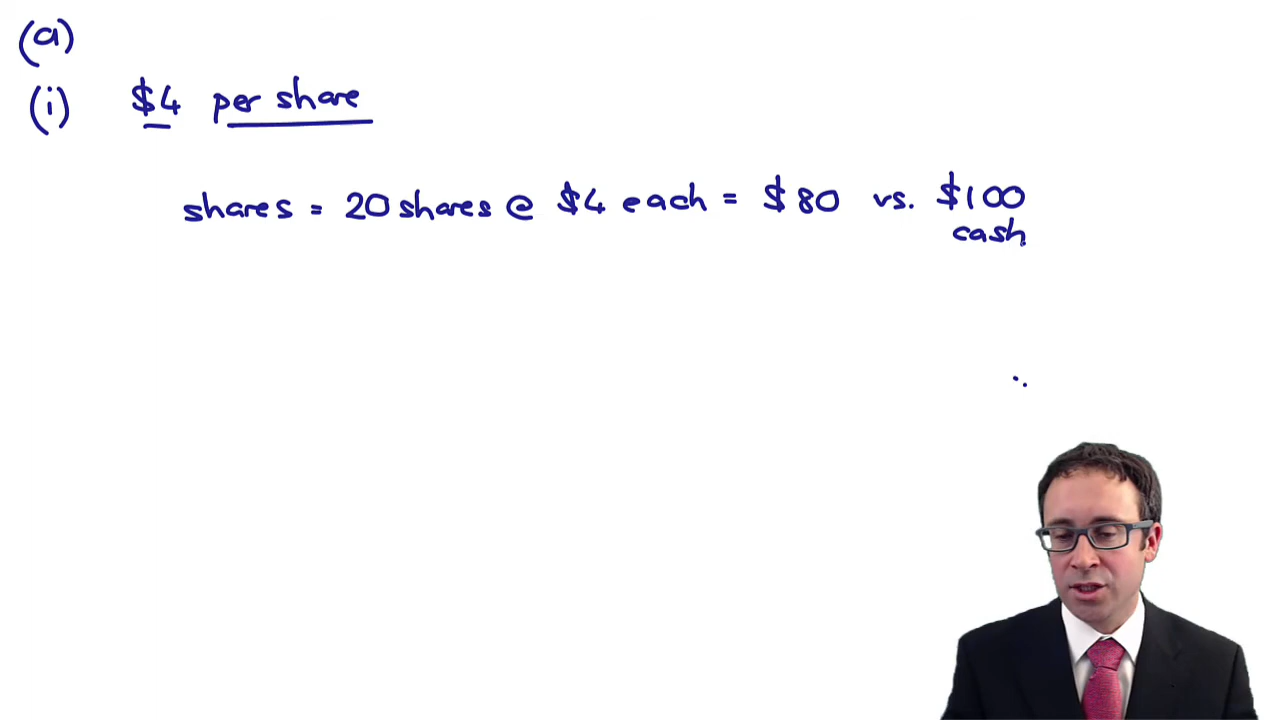 (a)
(i) $4 per share
shares = 20 shares @ $4 each = $80 vs. $100
cash